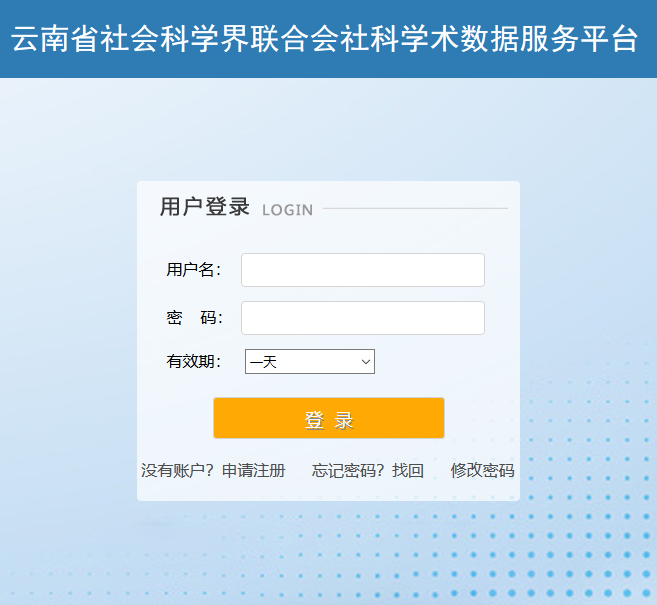 云南省社会科学界联合会社科学术数据服务平台
用户登录 LOGIN
用户名：
密 码：
有效期： 一天
登 录
没有账户？申请注册 忘记密码？找回 修改密码